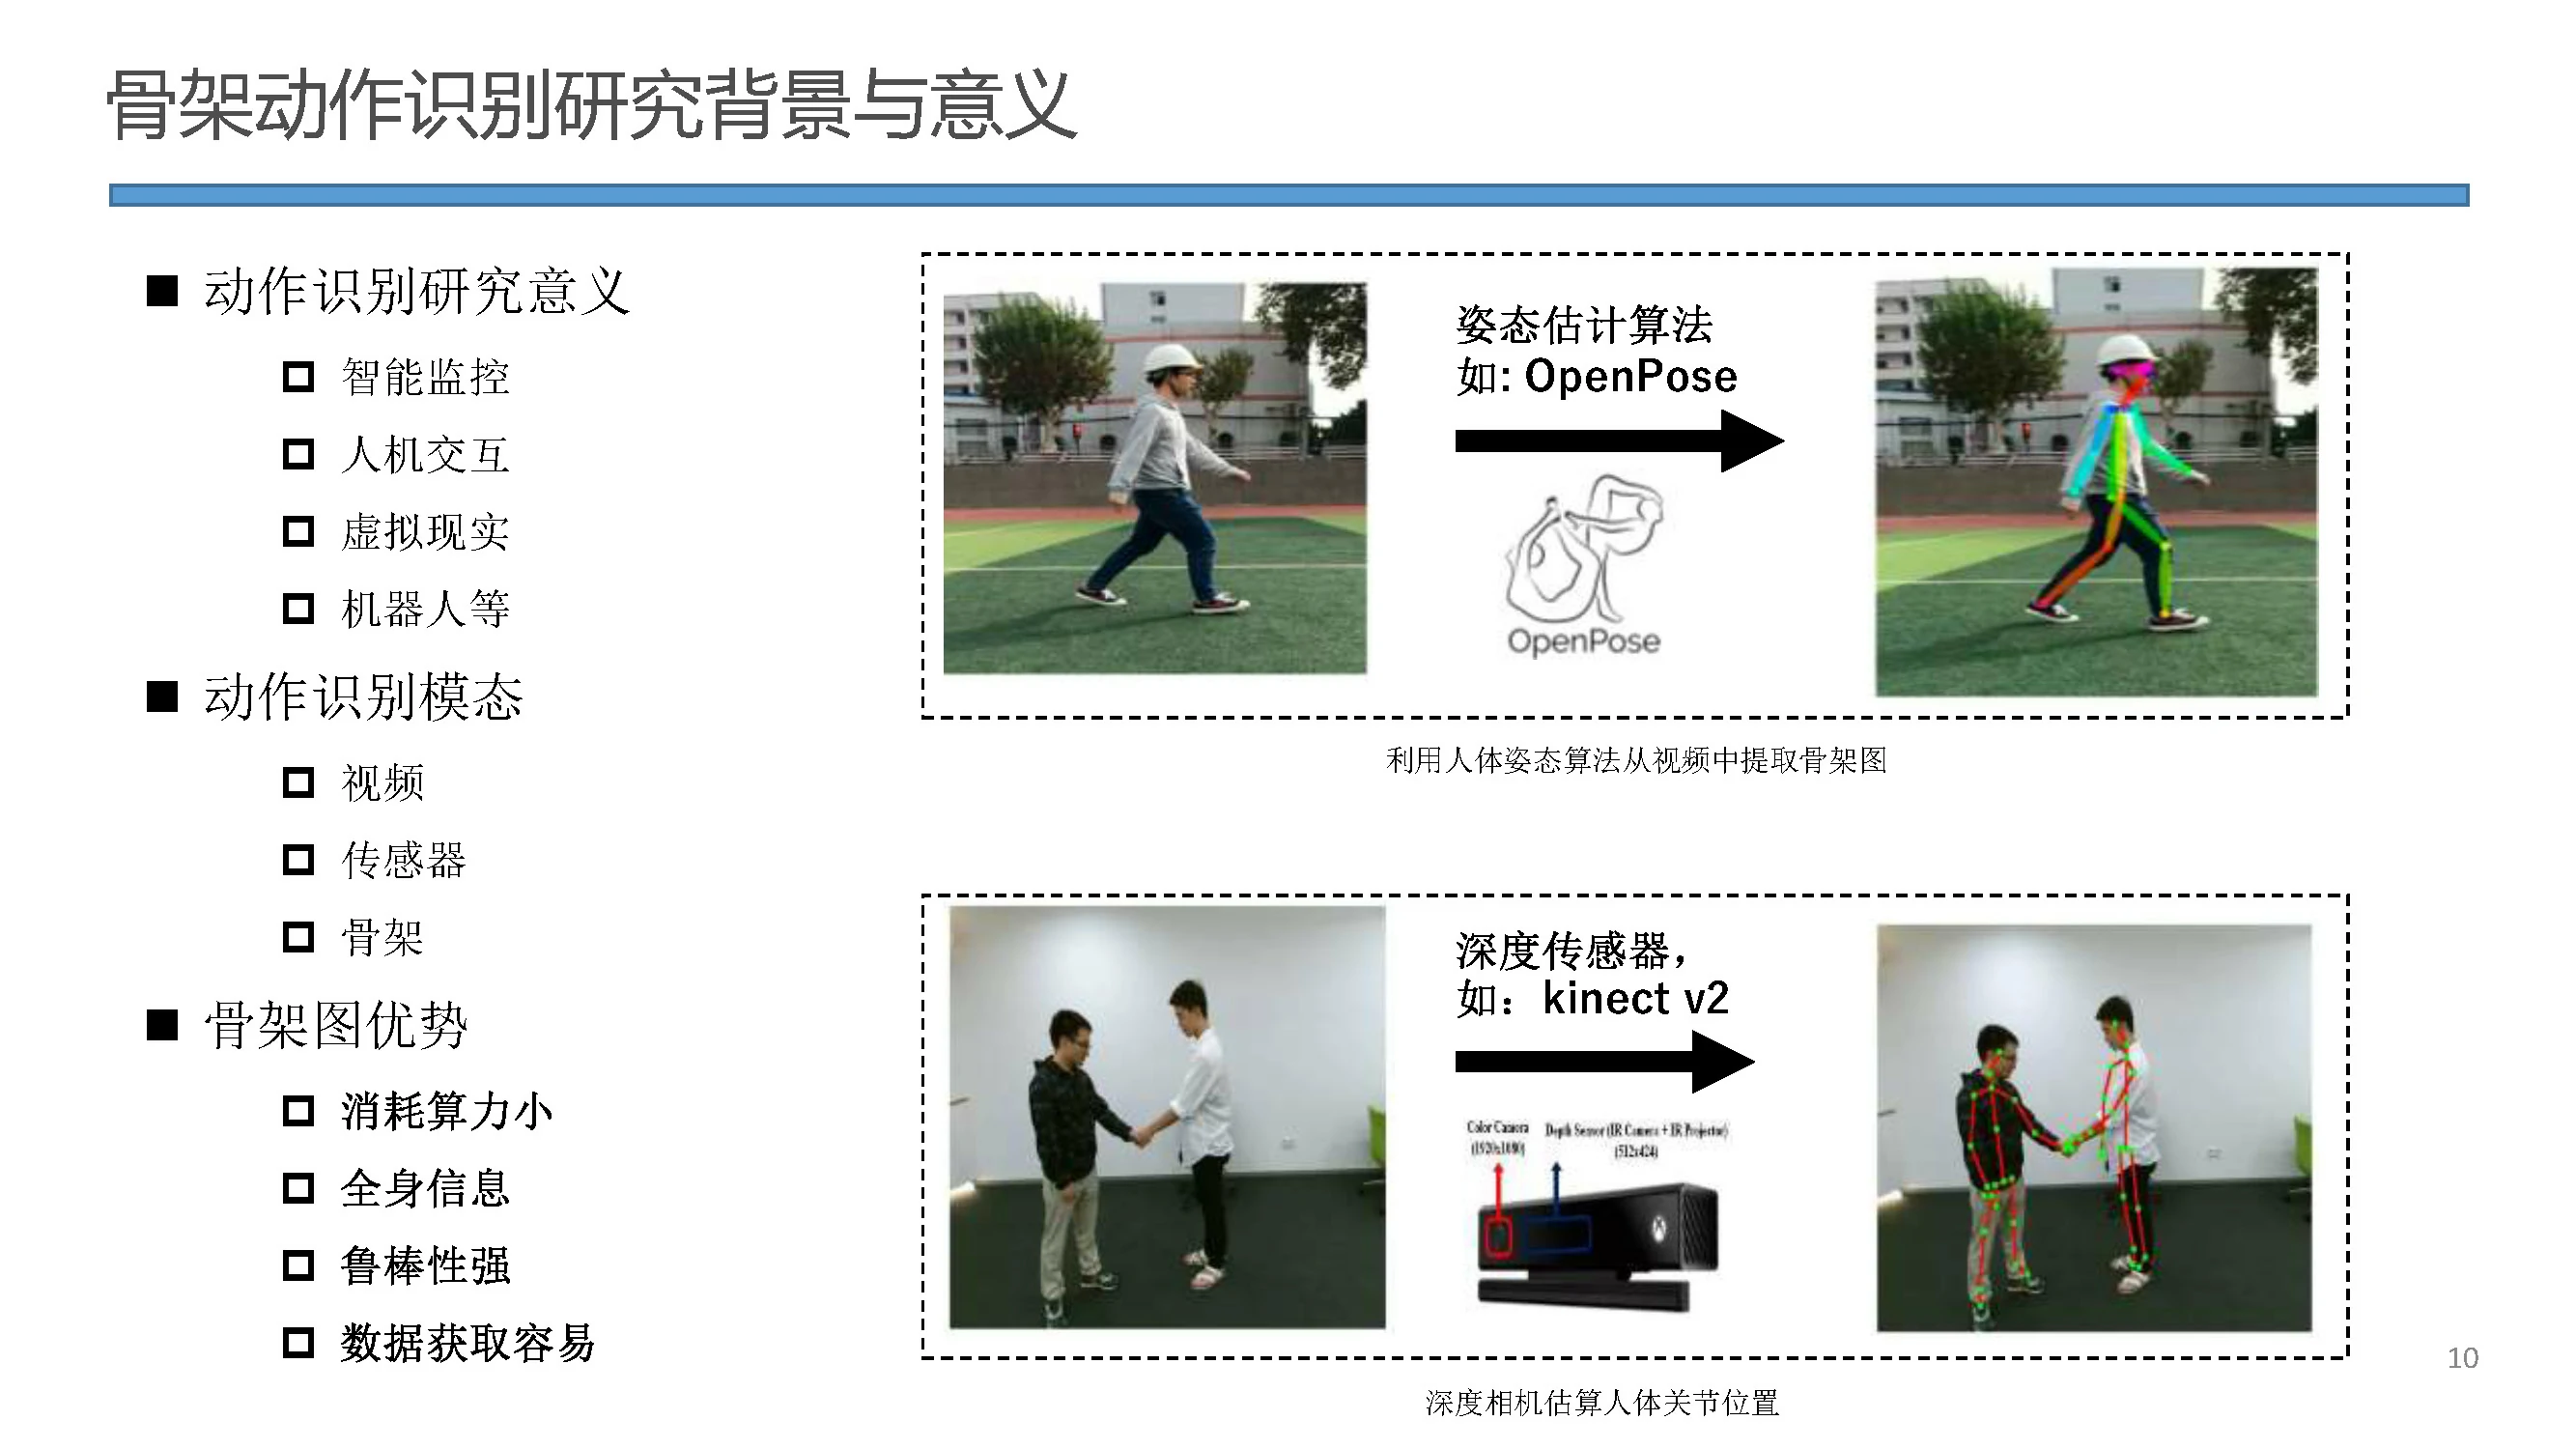 骨架动作识别研究背景与意义
动作识别研究意义
智能监控
人机交互
虚拟现实
机器人等
动作识别模态
视频
传感器
骨架
骨架图优势
消耗算力小
全身信息
鲁棒性强
数据获取容易
姿态估计算法
如: OpenPose
OpenPose
利用人体姿态算法从视频中提取骨架图
深度传感器，
如：kinect v2
Color Camera
(1920x1080)
Depth Sensor (IR Camera + IR Projector)
(512x424)
深度相机估算人体关节位置
10